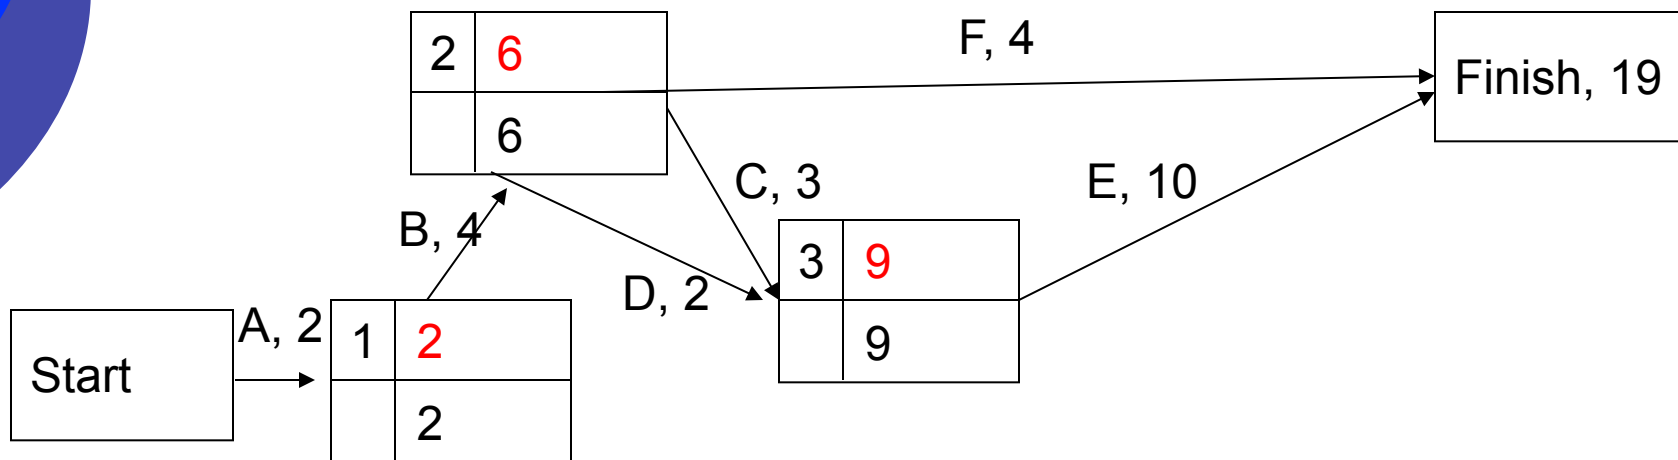 2 6
6
F, 4
Finish, 19
C, 3
E, 10
B, 4
D, 2
3 9
9
Start
A, 2
1 2
2